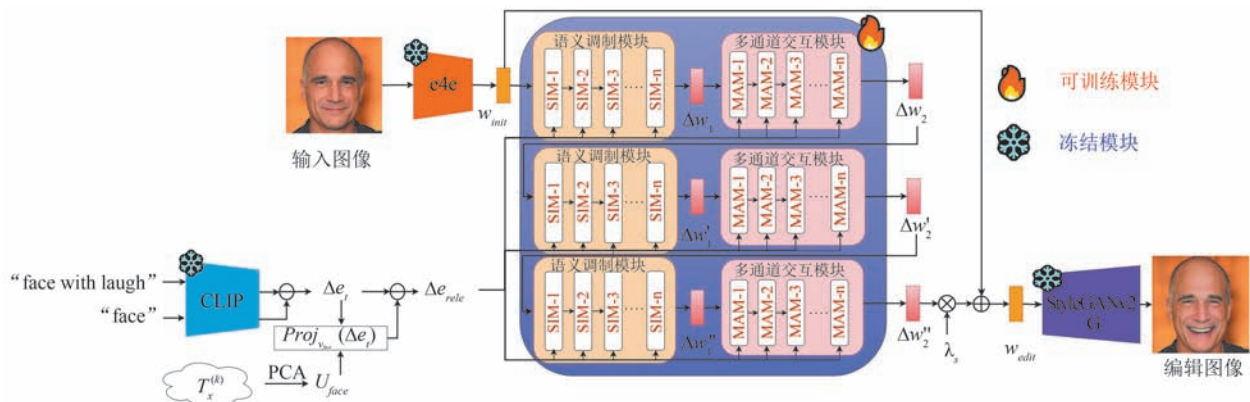 语义调制模块
多通道交互模块
e4e
w_init
输入图像
SIM-1
SIM-2
SIM-3
····
SIM-n
Δw_1
MAM-1
MAM-2
MAM-3
····
MAM-n
Δw_2
可训练模块
冻结模块
语义调制模块
多通道交互模块
SIM-1
SIM-2
SIM-3
····
SIM-n
Δw'_1
MAM-1
MAM-2
MAM-3
····
MAM-n
Δw'_2
语义调制模块
多通道交互模块
SIM-1
SIM-2
SIM-3
····
SIM-n
Δw''_1
MAM-1
MAM-2
MAM-3
····
MAM-n
Δw''_2
λ_s
w_edit
StyleGANv2
G
编辑图像
“face with laugh”
“face”
CLIP
Δe_t
Δe_rele
(Δe_t)
T_x^(k)
PCA
U_face